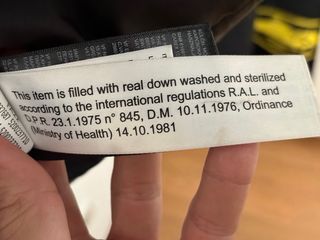 This item is filled with real down washed and sterilized
according to the international regulations R.A.L. and
D.P.R. 23.1.1975 n° 845, D.M. 10.11.1976, Ordinance
(Ministry of Health) 14.10.1981